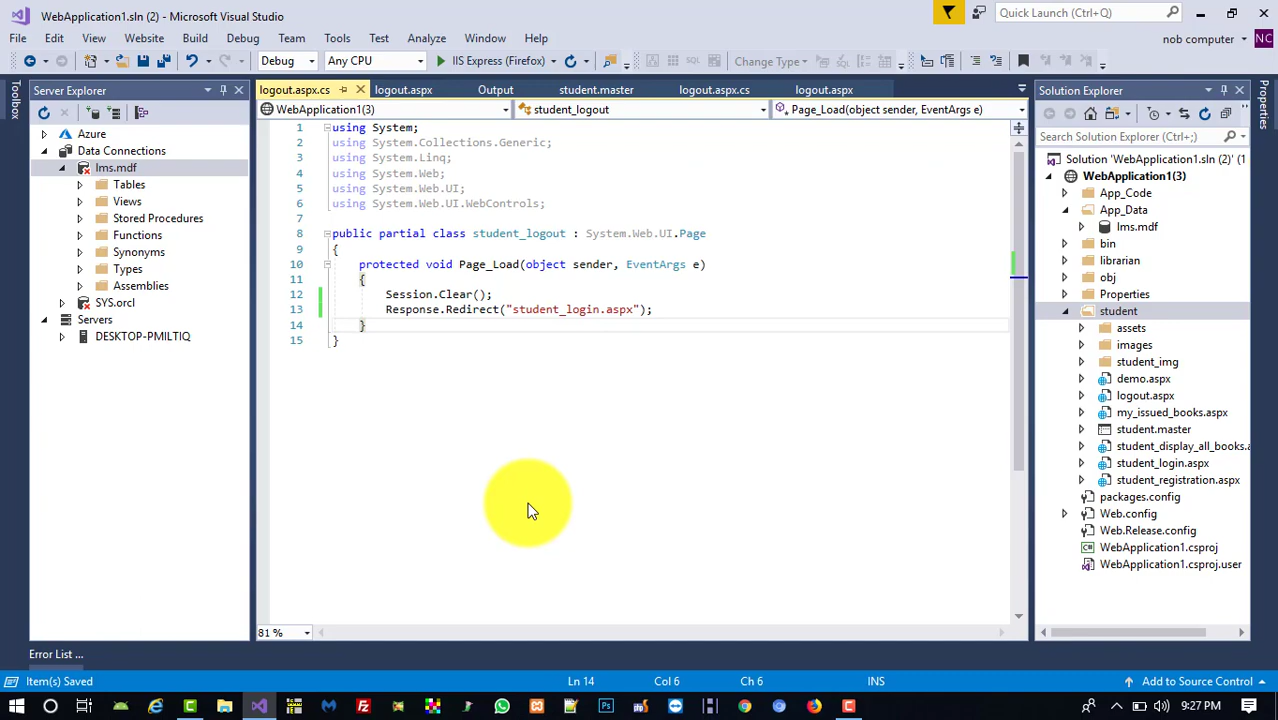 WebApplication1.sln (2) - Microsoft Visual Studio
Quick Launch (Ctrl+Q)
File Edit View Website Build Debug Team Tools Test Analyze Window Help
nob computer
NC
Debug Any CPU IIS Express (Firefox) Change Type
Toolbox
Server Explorer
Azure
Data Connections
lms.mdf
Tables
Views
Stored Procedures
Functions
Synonyms
Types
Assemblies
SYS.orcl
Servers
DESKTOP-PMILTIQ
logout.aspx.cs logout.aspx Output student.master logout.aspx.cs logout.aspx
WebApplication1(3) student_logout Page_Load(object sender, EventArgs e)
1 using System;
2 using System.Collections.Generic;
3 using System.Linq;
4 using System.Web;
5 using System.Web.UI;
6 using System.Web.UI.WebControls;
7
8 public partial class student_logout : System.Web.UI.Page
9 {
10 protected void Page_Load(object sender, EventArgs e)
11 {
12 Session.Clear();
13 Response.Redirect("student_login.aspx");
14 }
15 }
81 %
Solution Explorer
Search Solution Explorer (Ctrl+;)
Solution 'WebApplication1.sln (2)' (1
WebApplication1(3)
App_Code
App_Data
lms.mdf
bin
librarian
obj
Properties
student
assets
images
student_img
demo.aspx
logout.aspx
my_issued_books.aspx
student.master
student_display_all_books.a
student_login.aspx
student_registration.aspx
packages.config
Web.config
Web.Release.config
WebApplication1.csproj
WebApplication1.csproj.user
Properties
Error List ...
Item(s) Saved Ln 14 Col 6 Ch 6 INS Add to Source Control
9:27 PM